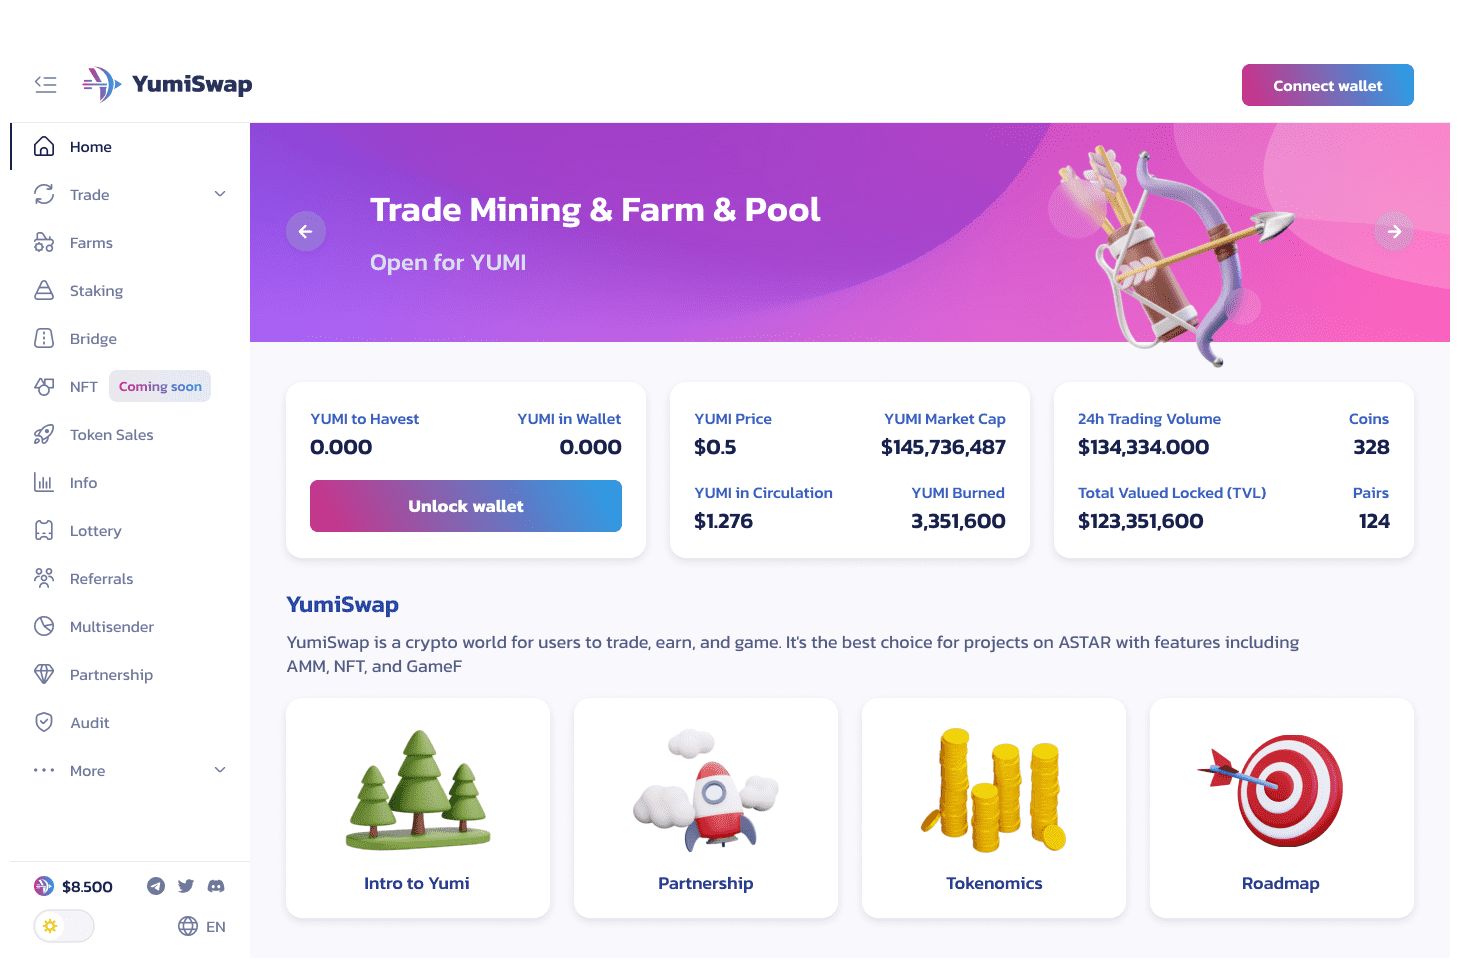 YumiSwap
Connect wallet
Home
Trade
Farms
Staking
Bridge
NFT Coming soon
Token Sales
Info
Lottery
Referrals
Multisender
Partnership
Audit
More
$8.500
EN
Trade Mining & Farm & Pool
Open for YUMI
YUMI to Havest YUMI in Wallet
0.000 0.000
Unlock wallet
YUMI Price YUMI Market Cap
$0.5 $145,736,487
YUMI in Circulation YUMI Burned
$1.276 3,351,600
24h Trading Volume Coins
$134,334.000 328
Total Valued Locked (TVL) Pairs
$123,351,600 124
YumiSwap
YumiSwap is a crypto world for users to trade, earn, and game. It's the best choice for projects on ASTAR with features including
AMM, NFT, and GameF
Intro to Yumi
Partnership
Tokenomics
Roadmap